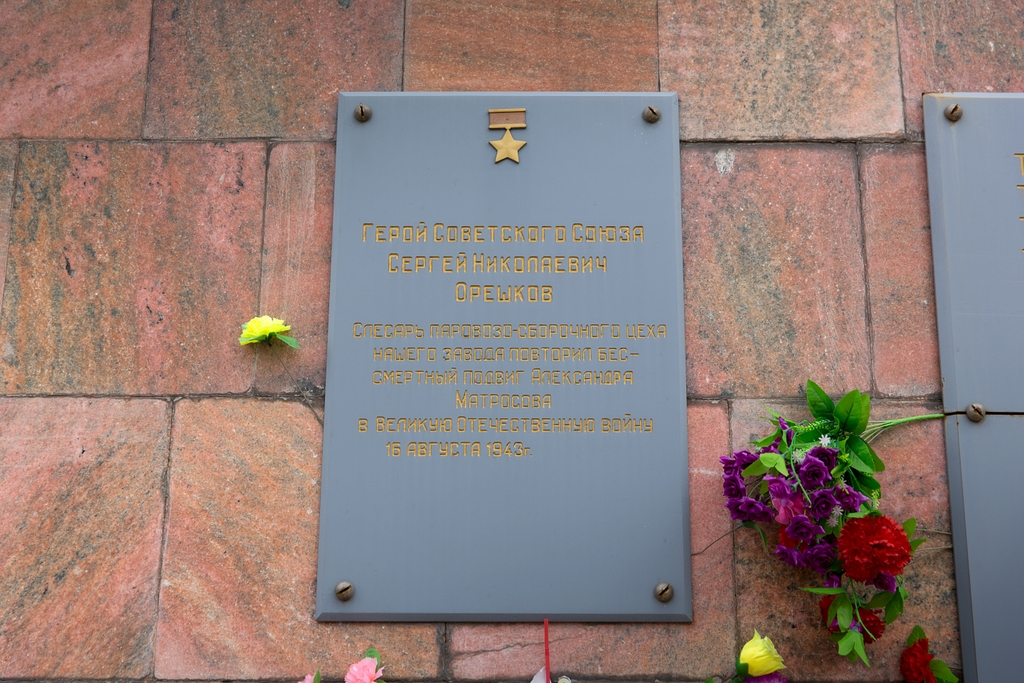 Герой Советского Союза
Сергей Николаевич
Орешков
Слесарь паровозо-сборочного цеха
нашего завода повторил бес-
смертный подвиг Александра
Матросова
в Великую Отечественную войну
16 августа 1943г.